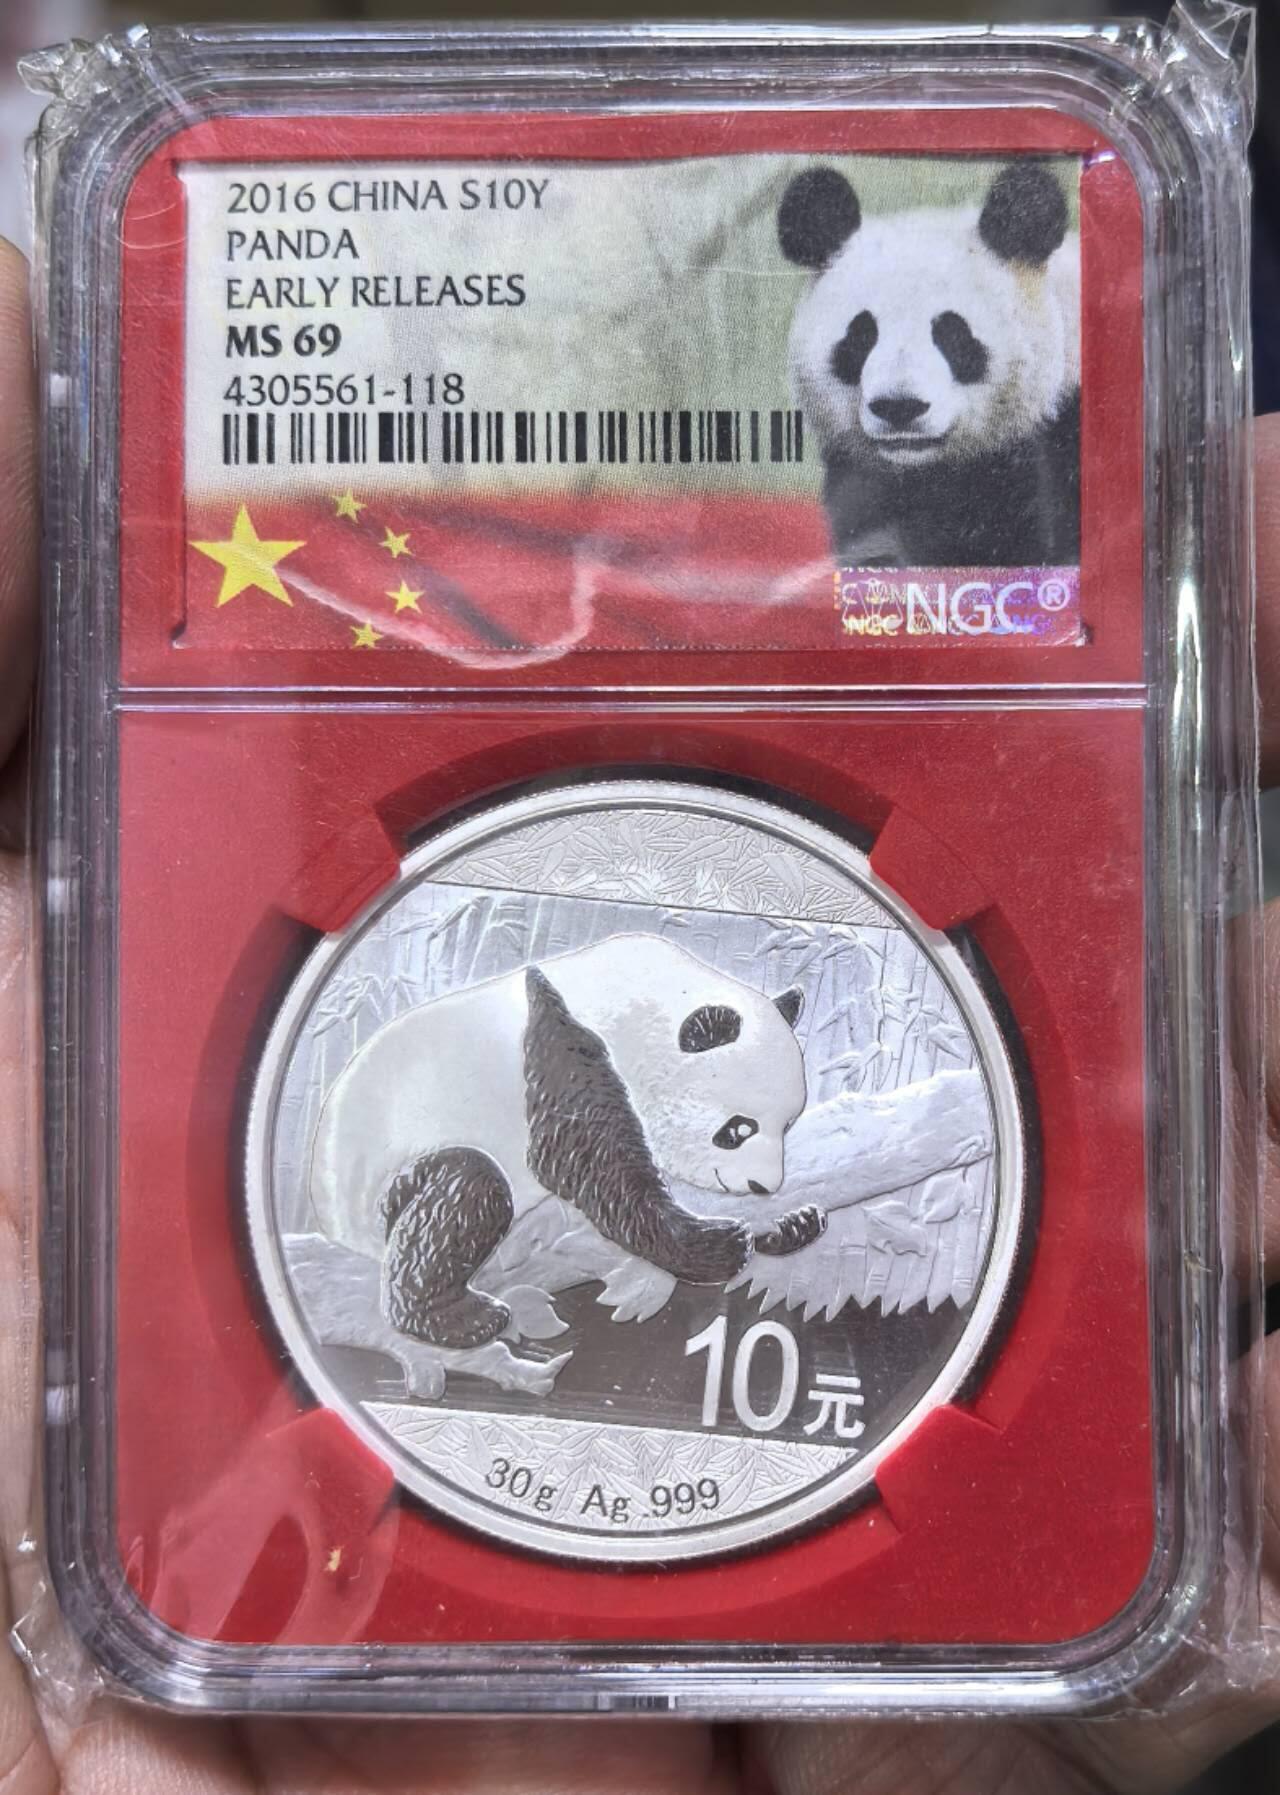 2016 CHINA S10Y
PANDA
EARLY RELEASES
MS 69
4305561-118
NGC®
10元
30g Ag .999